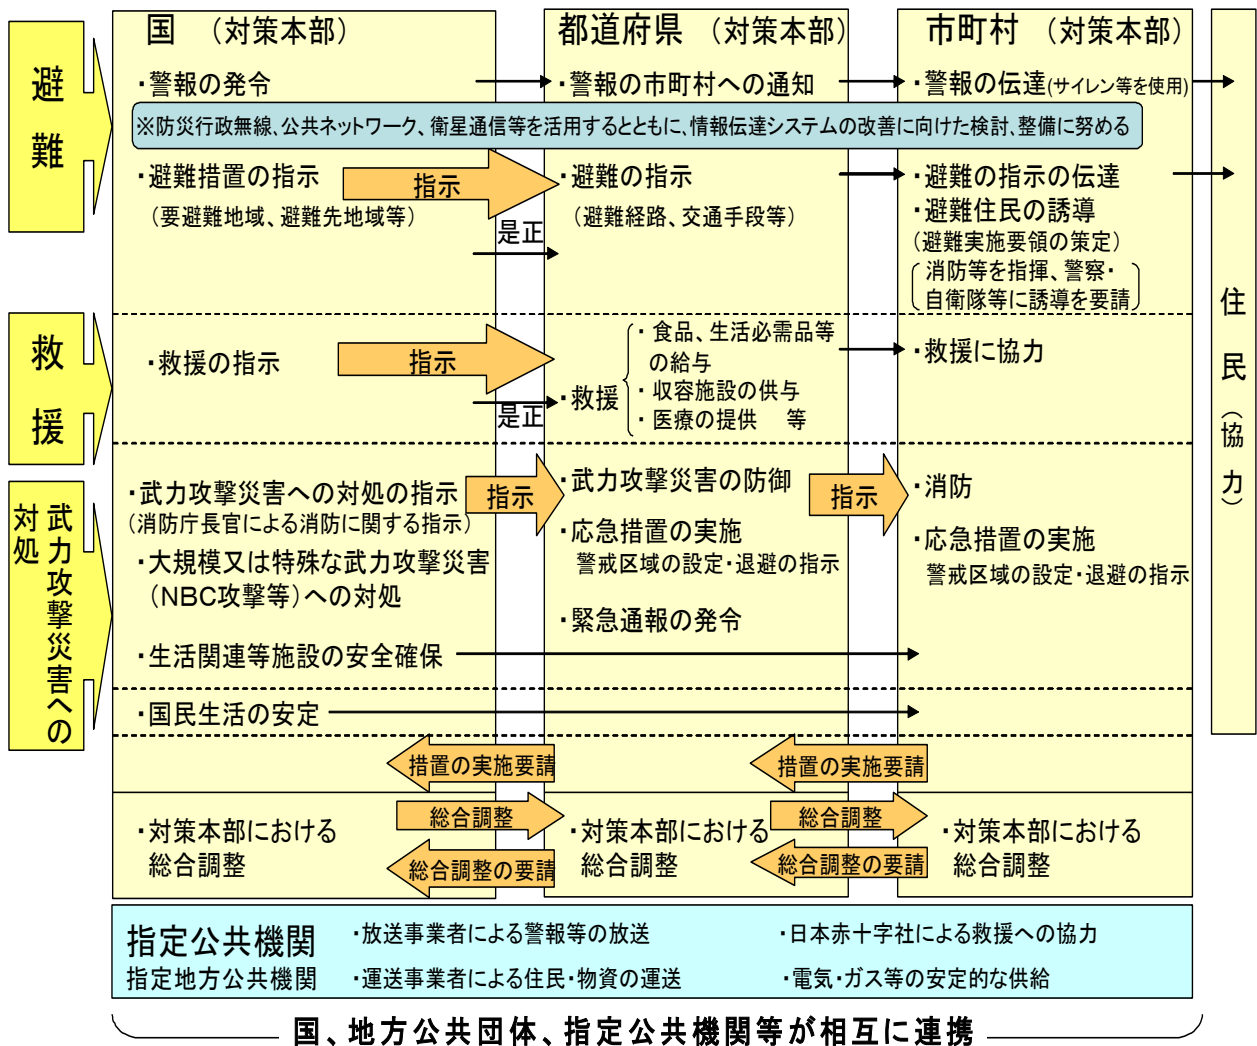 避難
国 （対策本部）
都道府県 （対策本部）
市町村 （対策本部）
・警報の発令
・警報の市町村への通知
・警報の伝達(サイレン等を使用)
※防災行政無線、公共ネットワーク、衛星通信等を活用するとともに、情報伝達システムの改善に向けた検討、整備に努める
・避難措置の指示
（要避難地域、避難先地域等）
指示
是正
・避難の指示
（避難経路、交通手段等）
・避難の指示の伝達
・避難住民の誘導
（避難実施要領の策定）
消防等を指揮、警察・
自衛隊等に誘導を要請
住民（協力）
救援
・救援の指示
指示
是正
・救援
・食品、生活必需品等
の給与
・収容施設の供与
・医療の提供 等
・救援に協力
武力攻撃災害への
対処
・武力攻撃災害への対処の指示
（消防庁長官による消防に関する指示）
・大規模又は特殊な武力攻撃災害
（NBC攻撃等）への対処
・生活関連等施設の安全確保
指示
・武力攻撃災害の防御
・応急措置の実施
警戒区域の設定・退避の指示
・緊急通報の発令
指示
・消防
・応急措置の実施
警戒区域の設定・退避の指示
・国民生活の安定
措置の実施要請
措置の実施要請
・対策本部における
総合調整
総合調整
総合調整の要請
・対策本部における
総合調整
総合調整
総合調整の要請
・対策本部における
総合調整
指定公共機関
指定地方公共機関
・放送事業者による警報等の放送
・日本赤十字社による救援への協力
・運送事業者による住民・物資の運送
・電気・ガス等の安定的な供給
国、地方公共団体、指定公共機関等が相互に連携